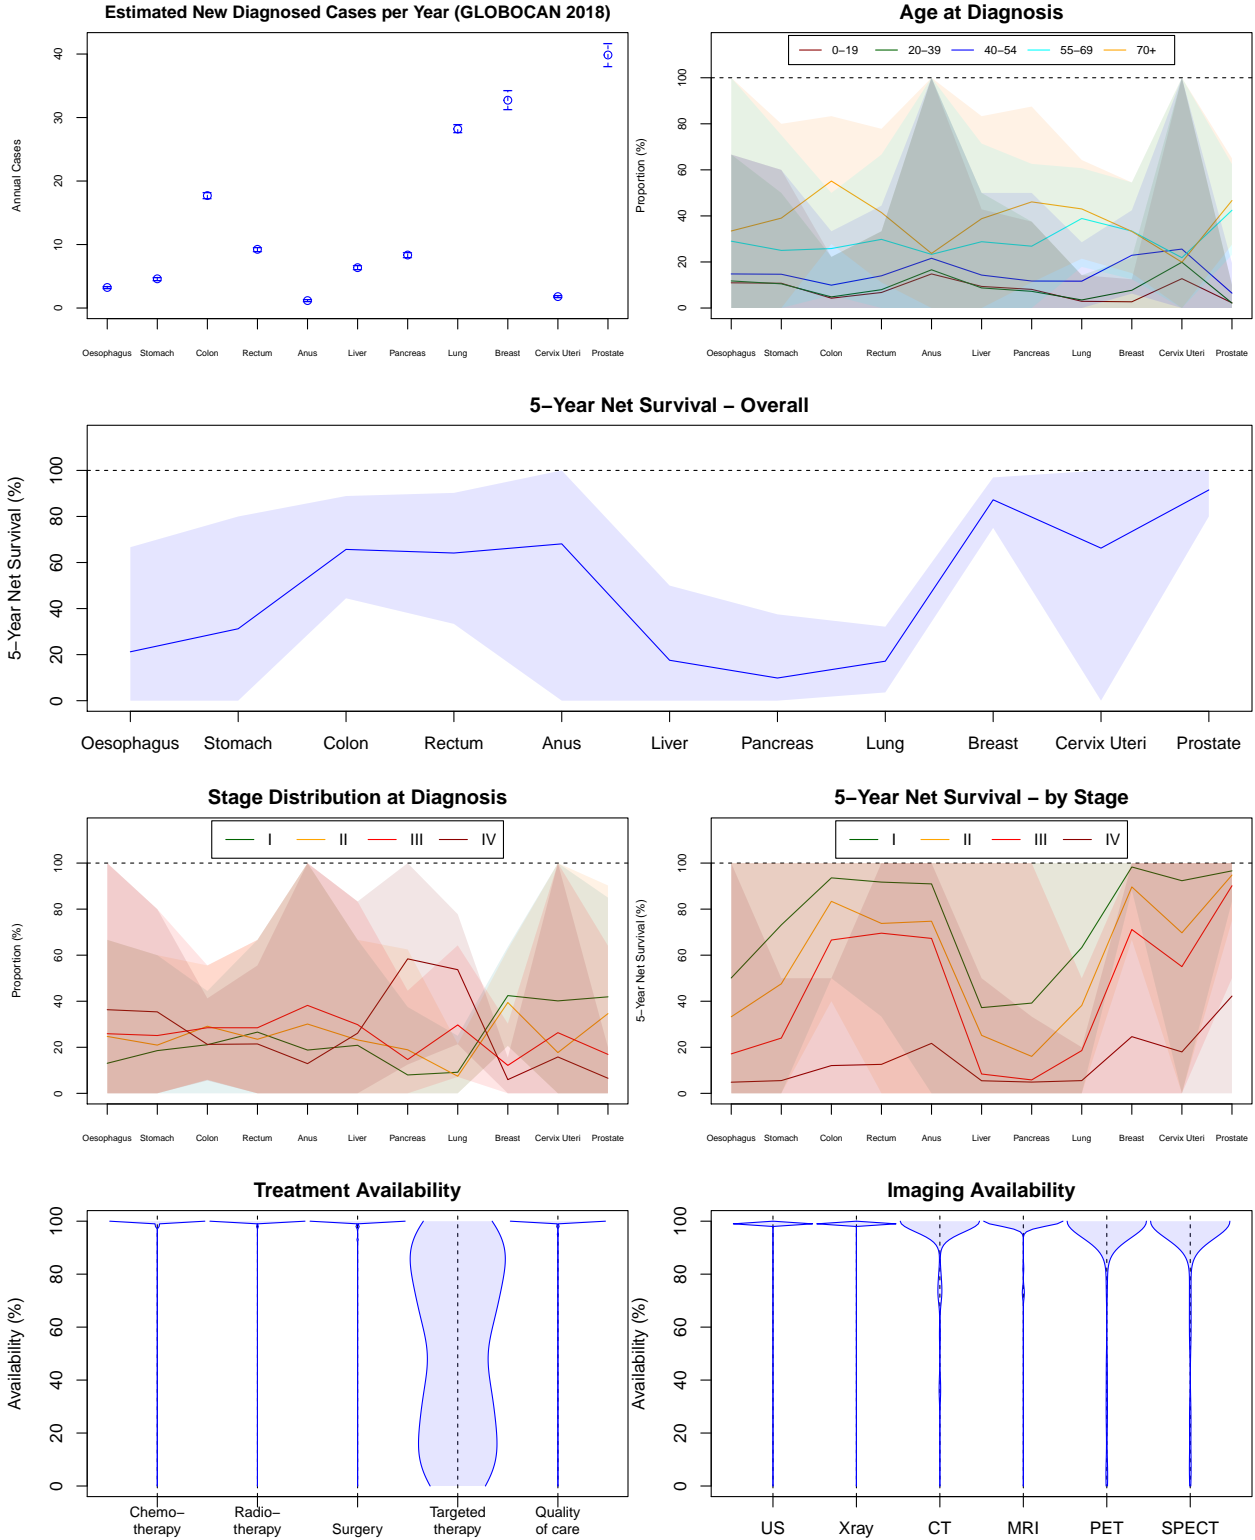 Estimated New Diagnosed Cases per Year (GLOBOCAN 2018)
Annual Cases
40
30
20
10
0
Oesophagus Stomach Colon Rectum Anus Liver Pancreas Lung Breast Cervix Uteri Prostate
Age at Diagnosis
0−19 20−39 40−54 55−69 70+
Proportion (%)
100
80
60
40
20
0
Oesophagus Stomach Colon Rectum Anus Liver Pancreas Lung Breast Cervix Uteri Prostate
5−Year Net Survival − Overall
5−Year Net Survival (%)
100
80
60
40
20
0
Oesophagus Stomach Colon Rectum Anus Liver Pancreas Lung Breast Cervix Uteri Prostate
Stage Distribution at Diagnosis
I II III IV
Proportion (%)
100
80
60
40
20
0
Oesophagus Stomach Colon Rectum Anus Liver Pancreas Lung Breast Cervix Uteri Prostate
5−Year Net Survival − by Stage
I II III IV
5−Year Net Survival (%)
100
80
60
40
20
0
Oesophagus Stomach Colon Rectum Anus Liver Pancreas Lung Breast Cervix Uteri Prostate
Treatment Availability
Availability (%)
100
80
60
40
20
0
Chemo−
therapy
Radio−
therapy
Surgery
Targeted
therapy
Quality
of care
Imaging Availability
Availability (%)
100
80
60
40
20
0
US Xray CT MRI PET SPECT